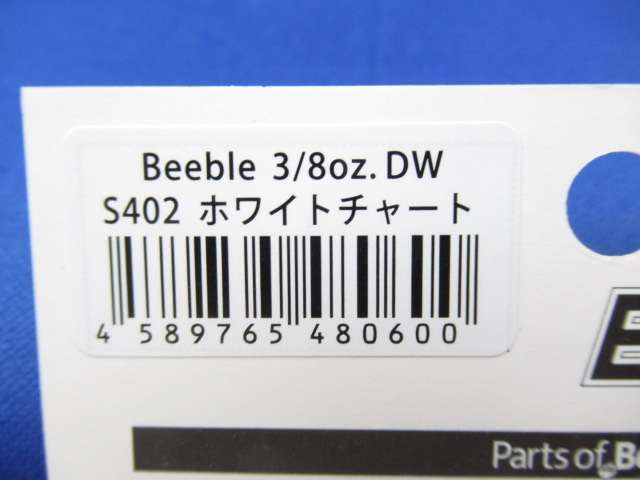 Beeble 3/8oz. DW
S402 ホワイトチャート
4 589765 480600
Parts of